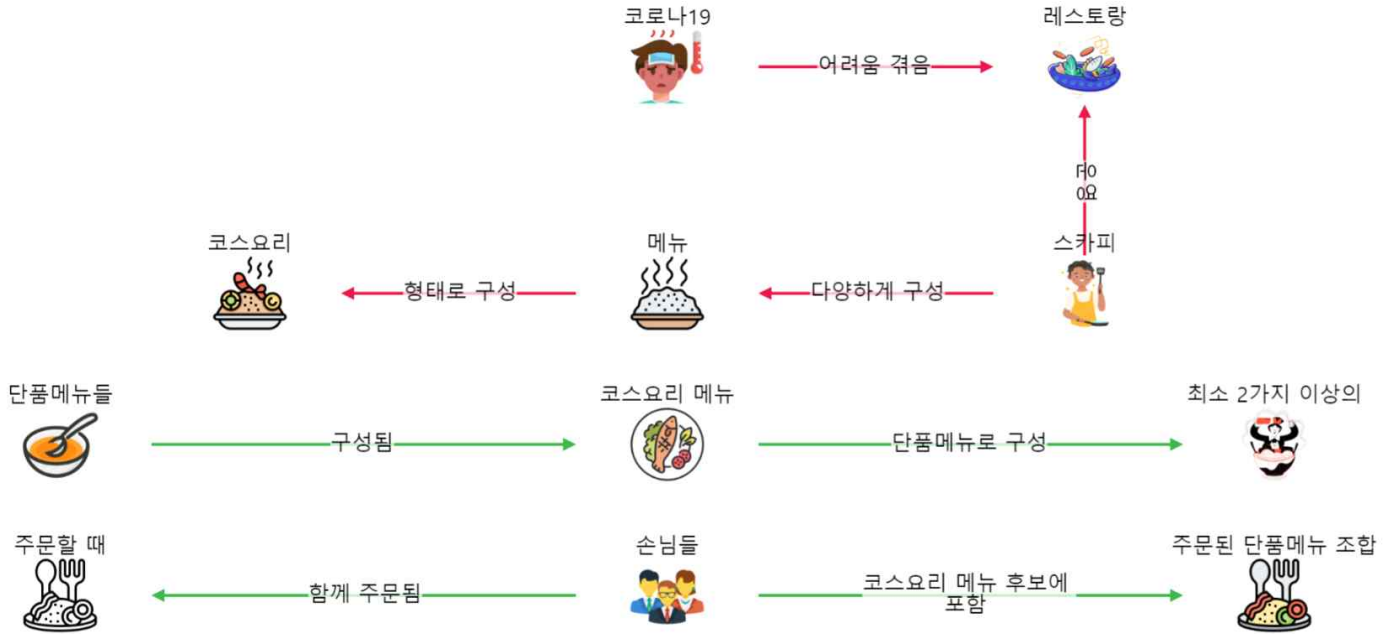 코로나19
레스토랑
어려움 겪음
운영
코스요리
메뉴
스카피
형태로 구성
다양하게 구성
단품메뉴들
코스요리 메뉴
최소 2가지 이상의
구성됨
단품메뉴로 구성
주문할 때
손님들
주문된 단품메뉴 조합
함께 주문됨
코스요리 메뉴 후보에
포함